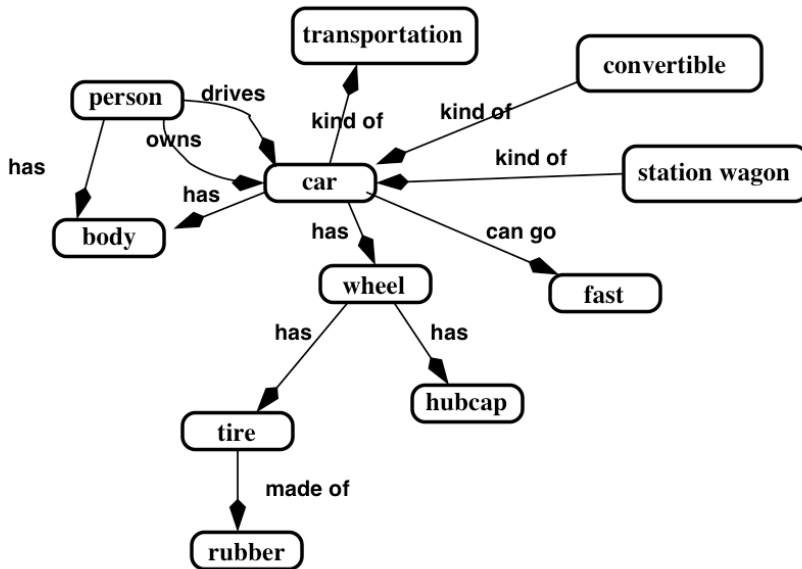 transportation
convertible
person
drives
kind of
kind of
owns
kind of
has
has
car
station wagon
body
has
can go
wheel
fast
has
has
hubcap
tire
made of
rubber